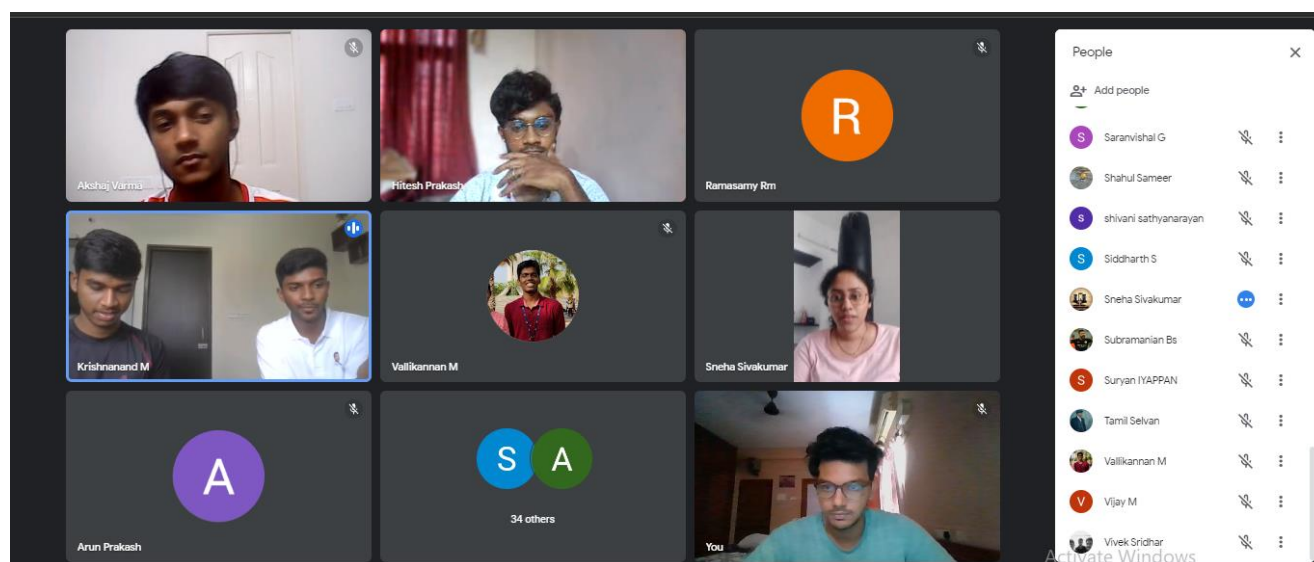 Akshaj Varma
Hitesh Prakash
R
Ramasamy Rm
Krishnanand M
Vallikannan M
Sneha Sivakumar
A
Arun Prakash
S A
34 others
You
People
Add people
S Saranvishal G
Shahul Sameer
s shivani sathyanarayan
S Siddharth S
Sneha Sivakumar
Subramanian Bs
S Suryan IYAPPAN
Tamil Selvan
Vallikannan M
V Vijay M
Vivek Sridhar
Activate Windows